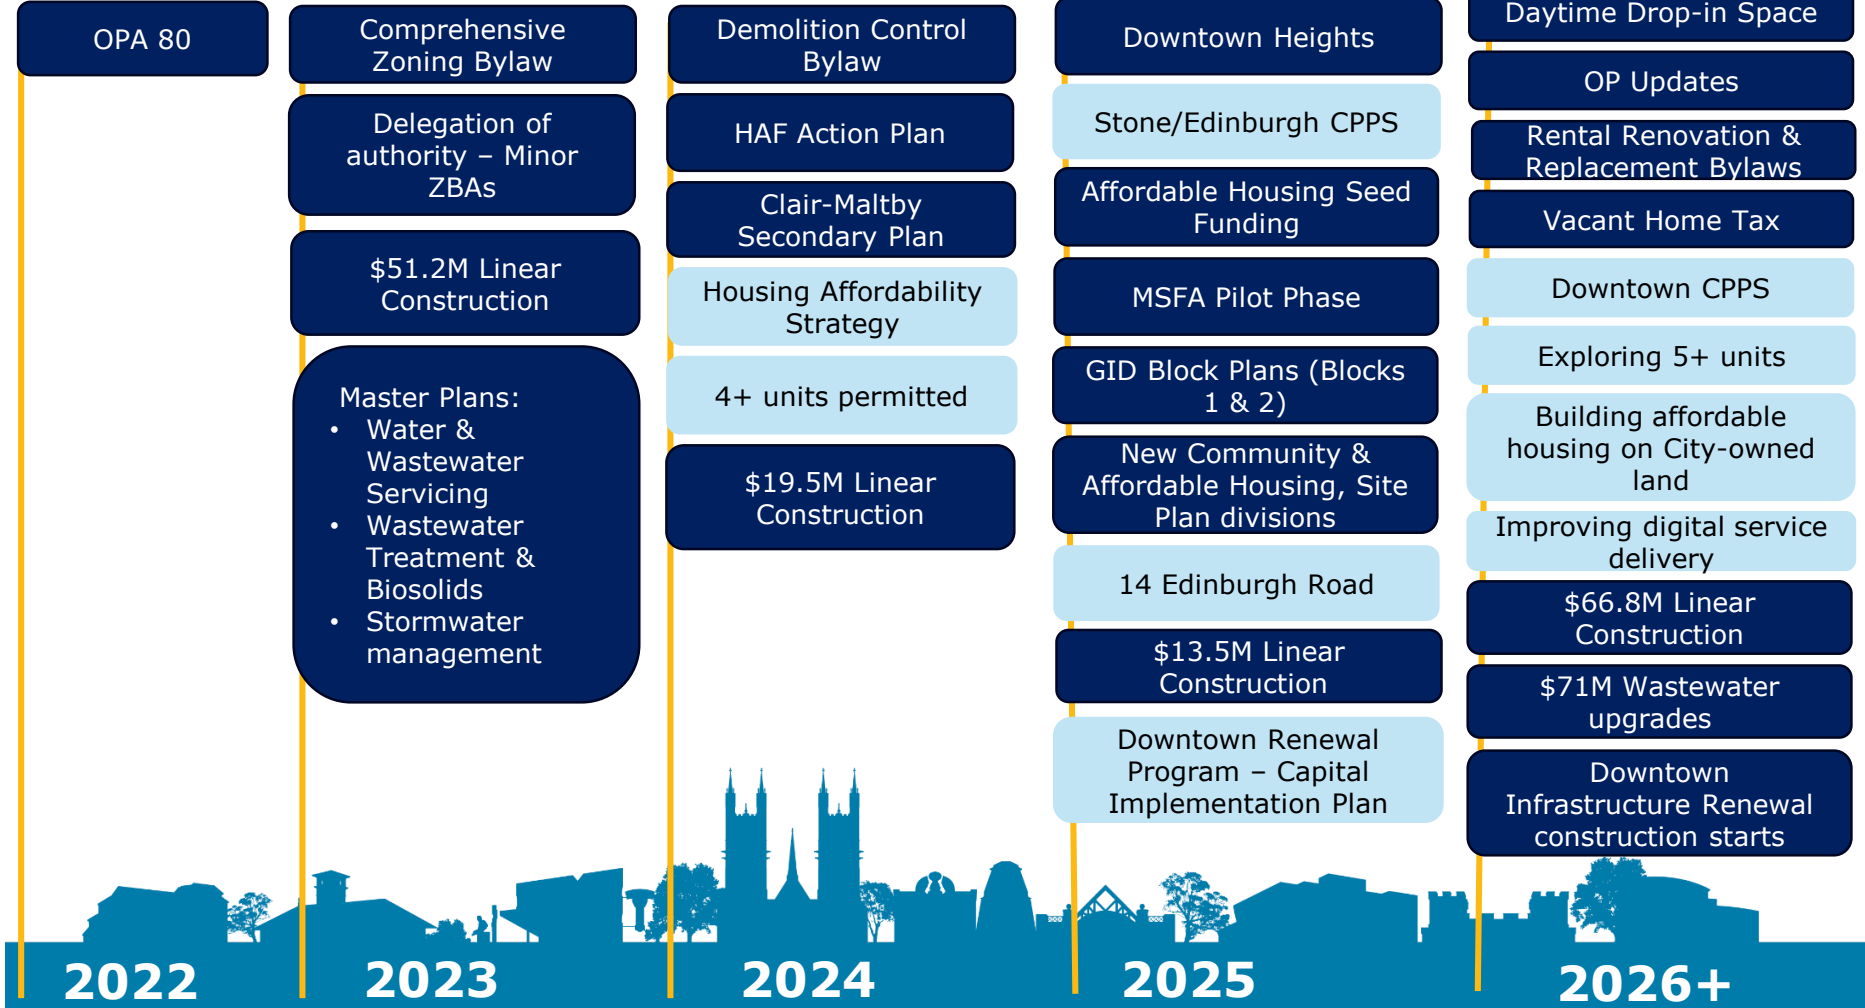 OPA 80
Comprehensive
Zoning Bylaw
Delegation of
authority – Minor
ZBAs
$51.2M Linear
Construction
Master Plans:
• Water &
Wastewater
Servicing
• Wastewater
Treatment &
Biosolids
• Stormwater
management
Demolition Control
Bylaw
HAF Action Plan
Clair-Maltby
Secondary Plan
Housing Affordability
Strategy
4+ units permitted
$19.5M Linear
Construction
Downtown Heights
Stone/Edinburgh CPPS
Affordable Housing Seed
Funding
MSFA Pilot Phase
GID Block Plans (Blocks
1 & 2)
New Community &
Affordable Housing, Site
Plan divisions
14 Edinburgh Road
$13.5M Linear
Construction
Downtown Renewal
Program – Capital
Implementation Plan
Daytime Drop-in Space
OP Updates
Rental Renovation &
Replacement Bylaws
Vacant Home Tax
Downtown CPPS
Exploring 5+ units
Building affordable
housing on City-owned
land
Improving digital service
delivery
$66.8M Linear
Construction
$71M Wastewater
upgrades
Downtown
Infrastructure Renewal
construction starts
2022
2023
2024
2025
2026+